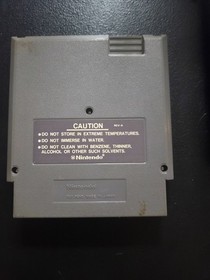 CAUTION
REV-A
●DO NOT STORE IN EXTREME TEMPERATURES.
●DO NOT IMMERSE IN WATER.
●DO NOT CLEAN WITH BENZENE, THINNER,
ALCOHOL OR OTHER SUCH SOLVENTS.
Nintendo